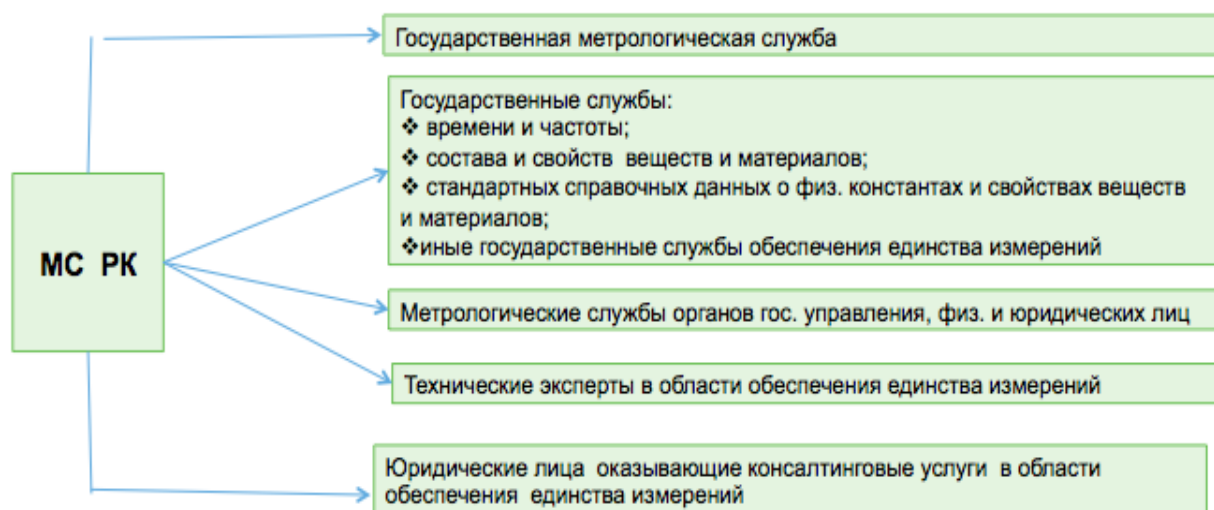 Государственная метрологическая служба
Государственные службы:
❖ времени и частоты;
❖ состава и свойств веществ и материалов;
❖ стандартных справочных данных о физ. константах и свойствах веществ
и материалов;
❖иные государственные службы обеспечения единства измерений
МС РК
Метрологические службы органов гос. управления, физ. и юридических лиц
Технические эксперты в области обеспечения единства измерений
Юридические лица оказывающие консалтинговые услуги в области
обеспечения единства измерений